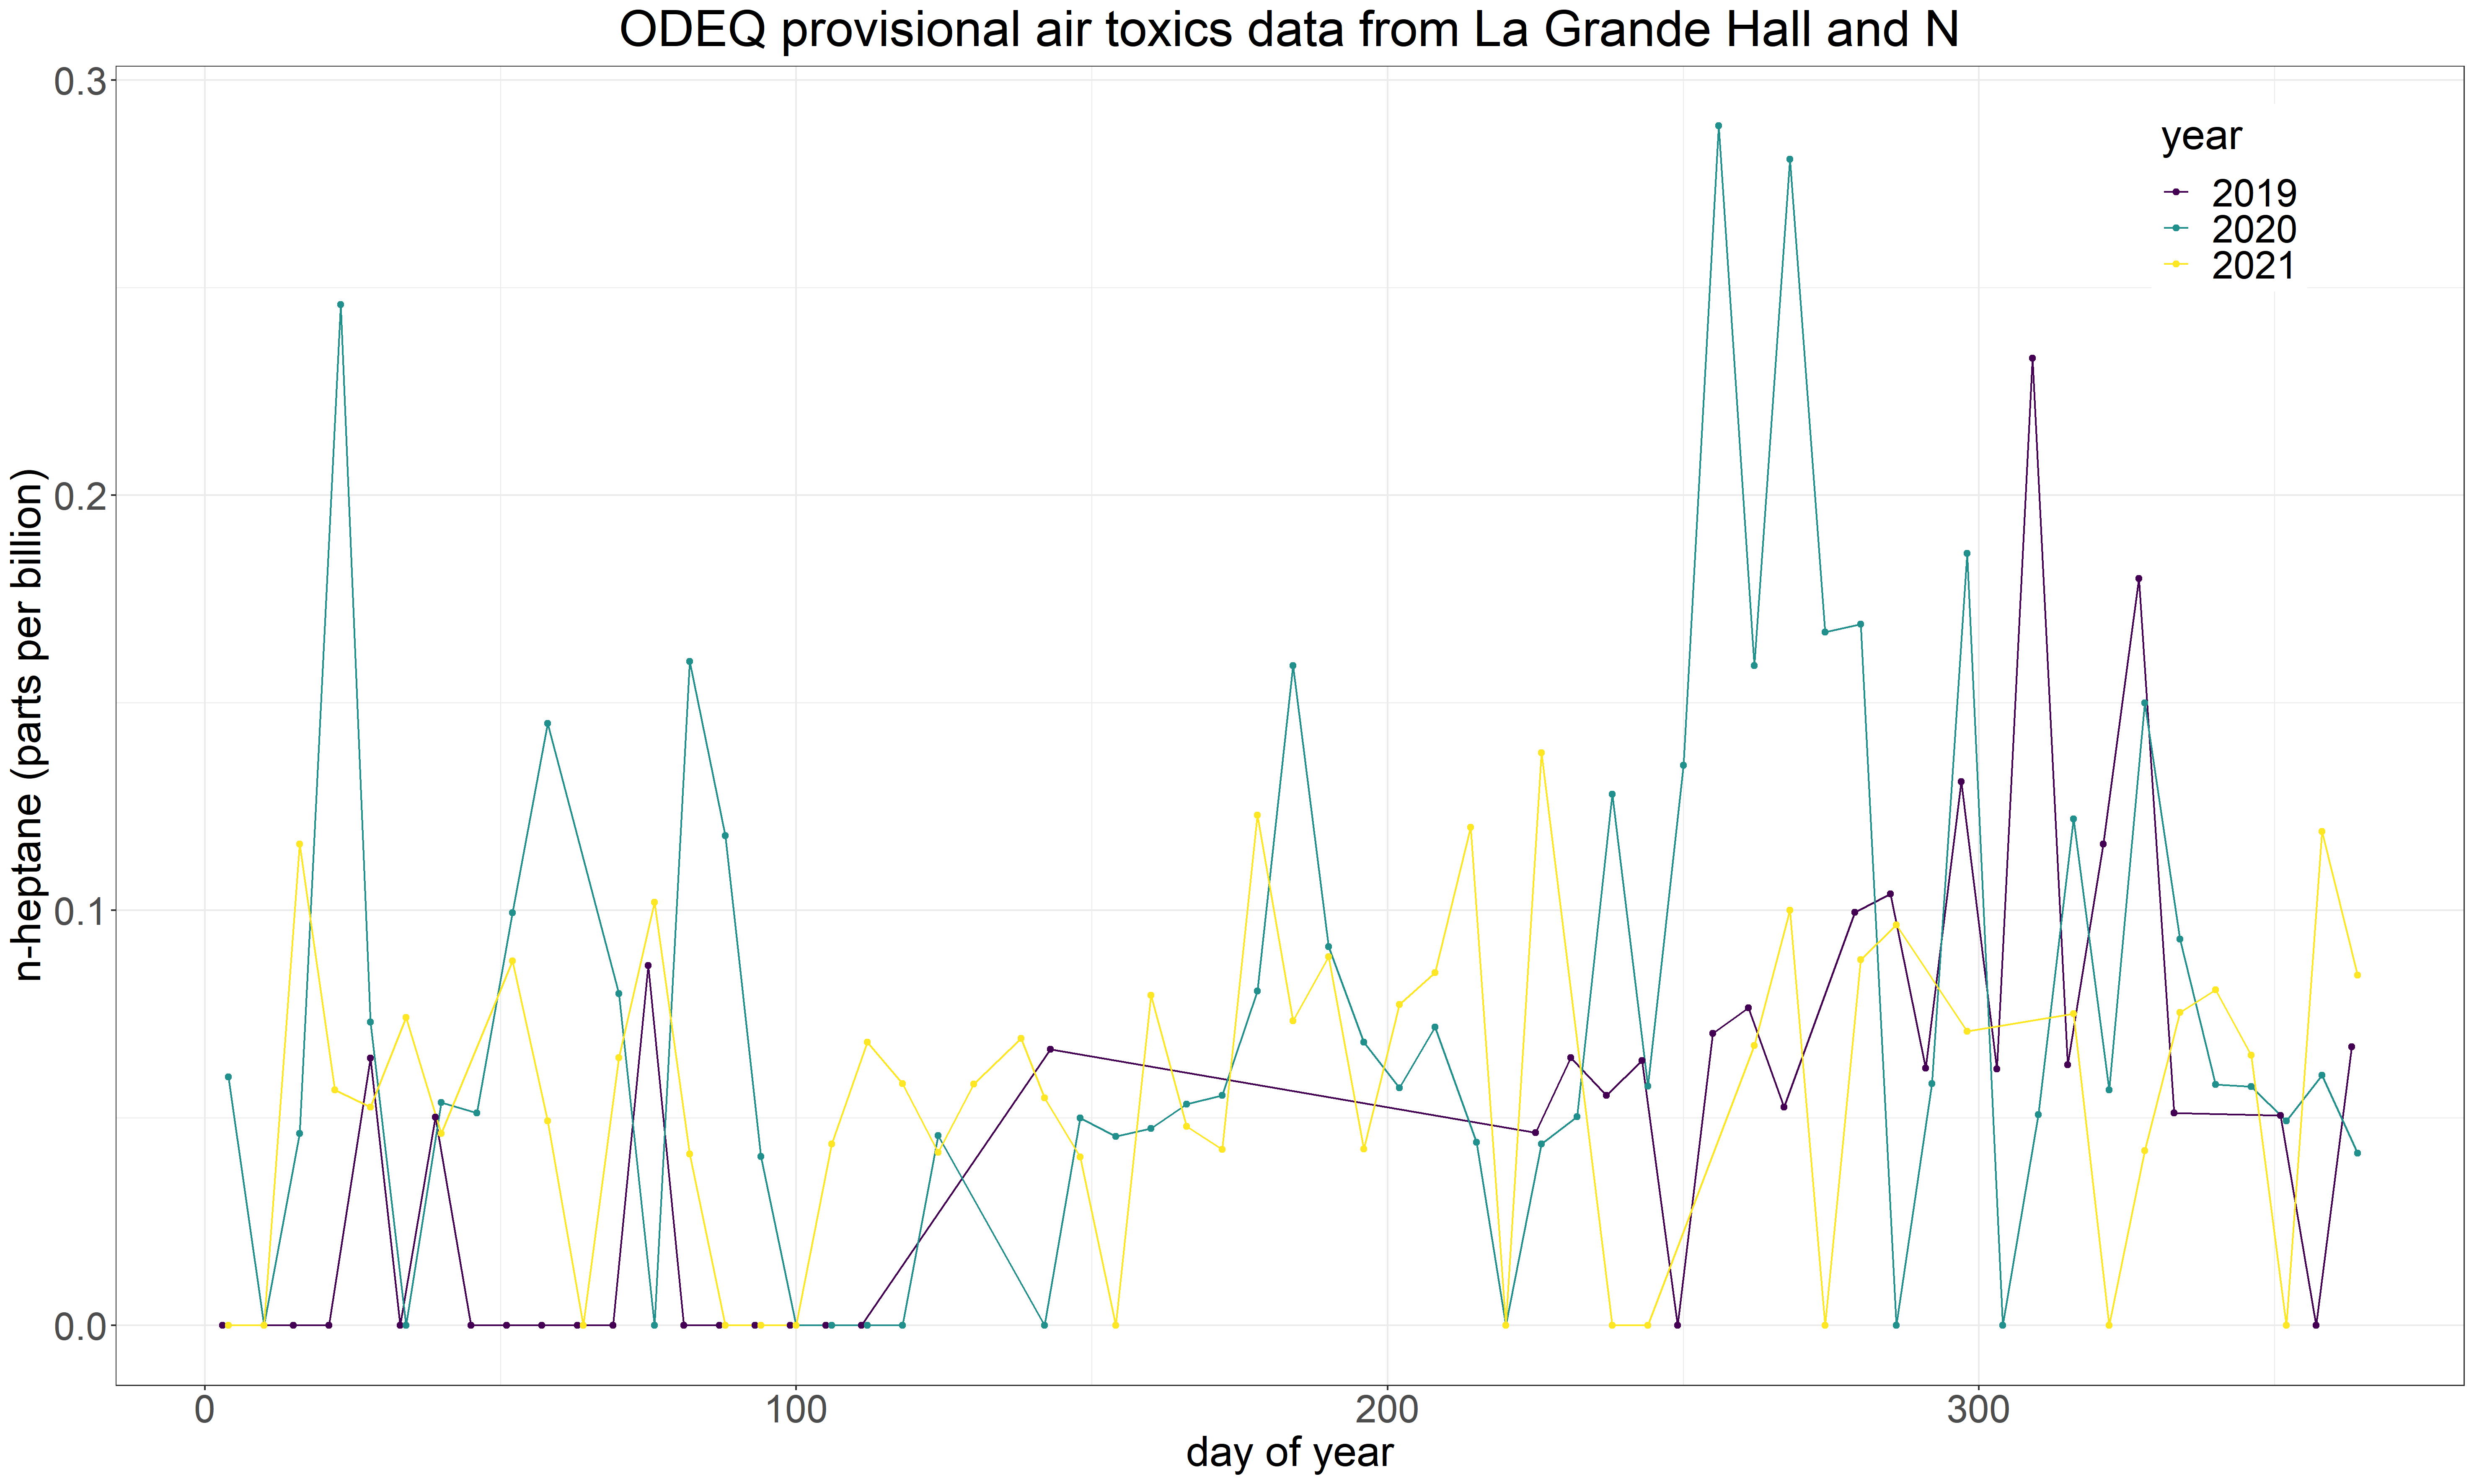 ODEQ provisional air toxics data from La Grande Hall and N
n-heptane (parts per billion)
0.3
0.2
0.1
0.0
0 100 200 300
day of year
year
2019
2020
2021